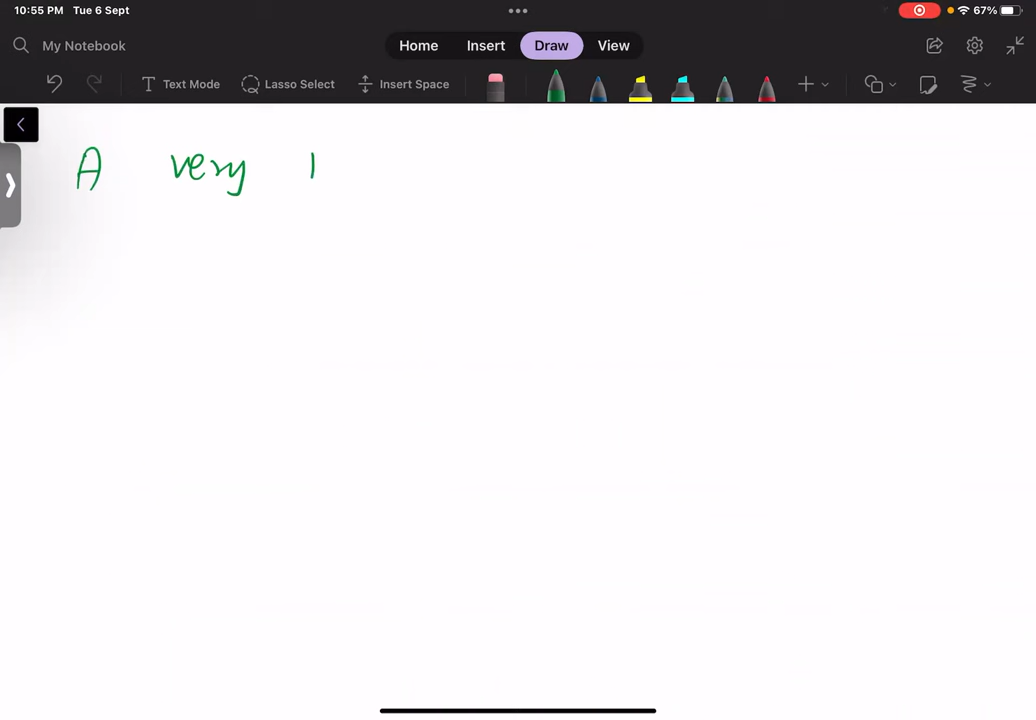 10:55 PM Tue 6 Sept 67%
My Notebook Home Insert Draw View
Text Mode Lasso Select Insert Space
A very